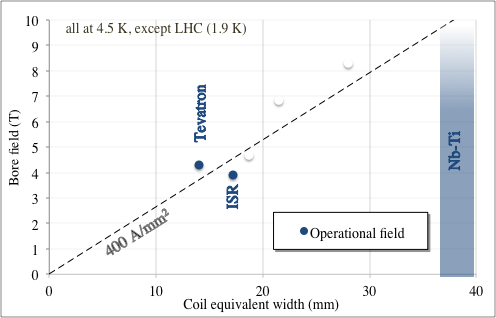 all at 4.5 K, except LHC (1.9 K)
Bore field (T)
10
9
8
7
6
5
4
3
2
1
0
Tevatron
ISR
Nb-Ti
400 A/mm²
Operational field
0
10
20
30
40
Coil equivalent width (mm)